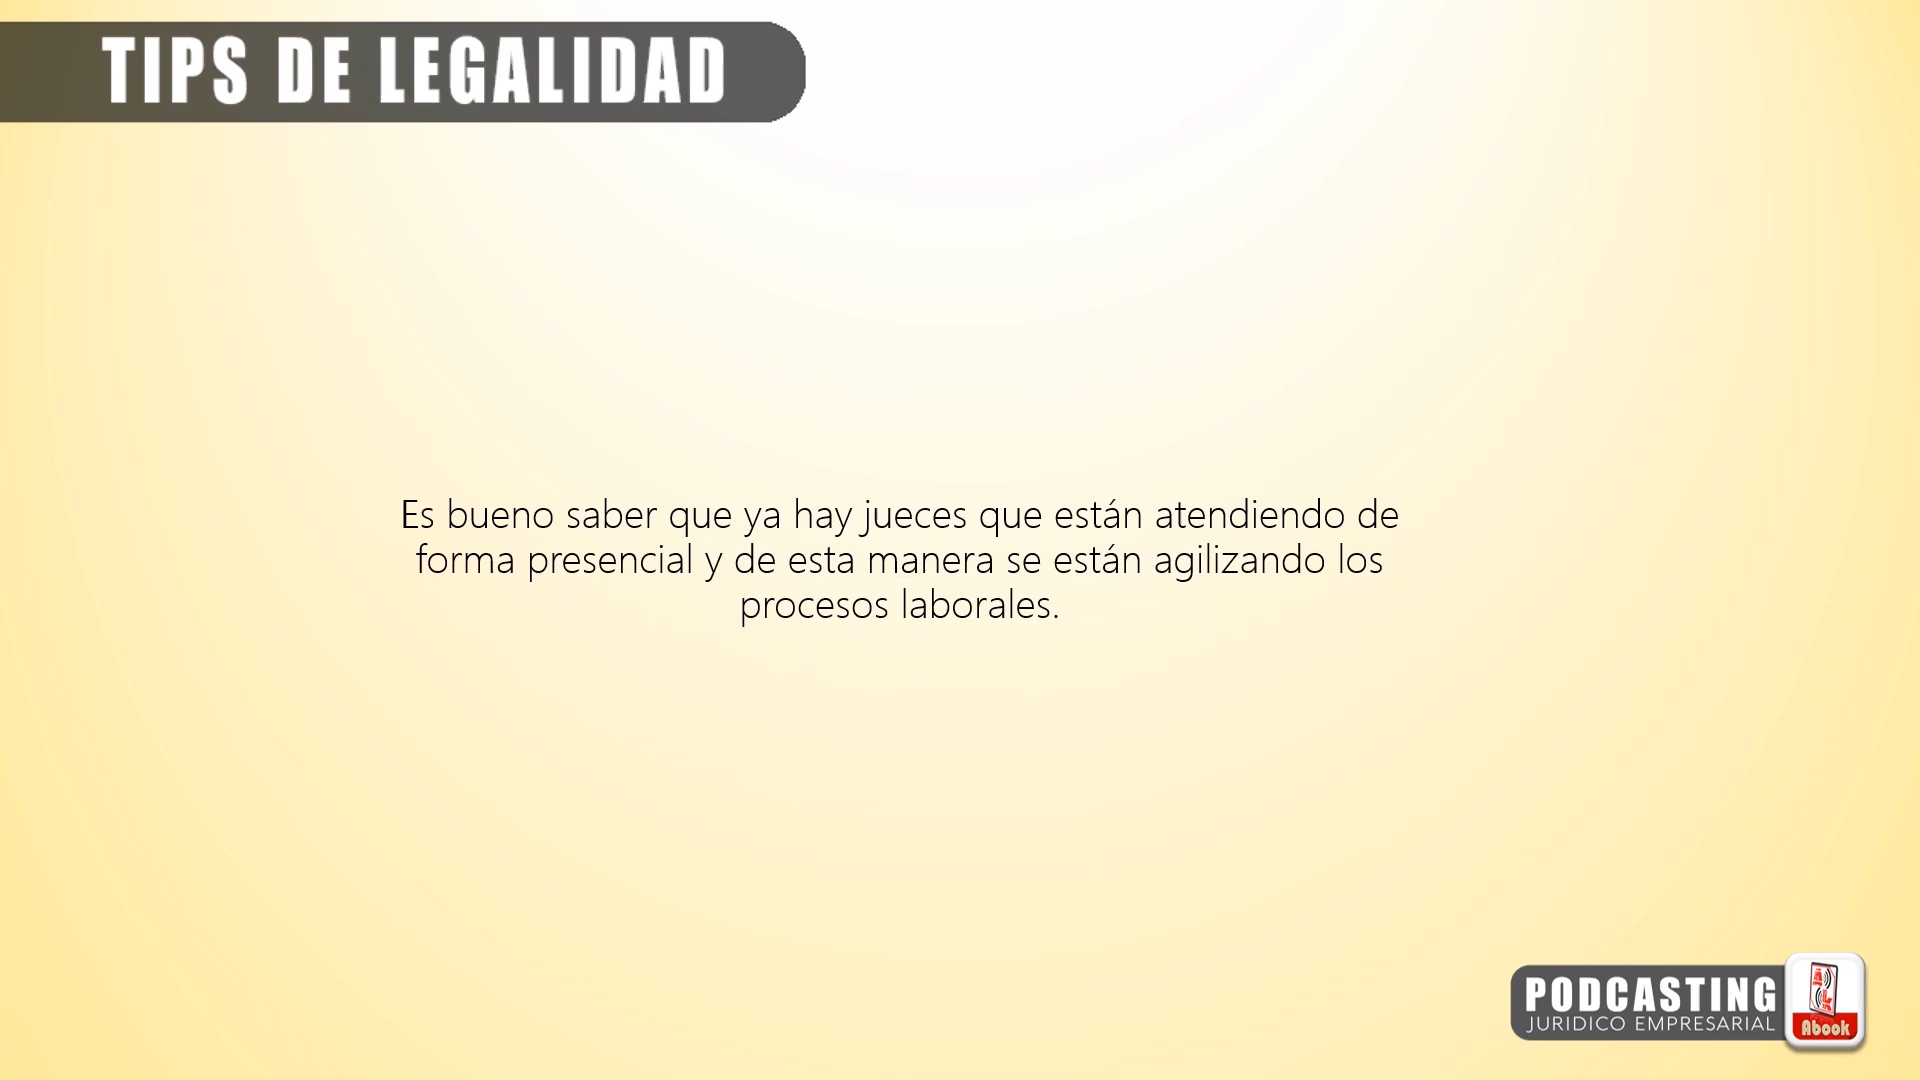 TIPS DE LEGALIDAD
Es bueno saber que ya hay jueces que están atendiendo de
forma presencial y de esta manera se están agilizando los
procesos laborales.
PODCASTING
JURIDICO EMPRESARIAL
Abook